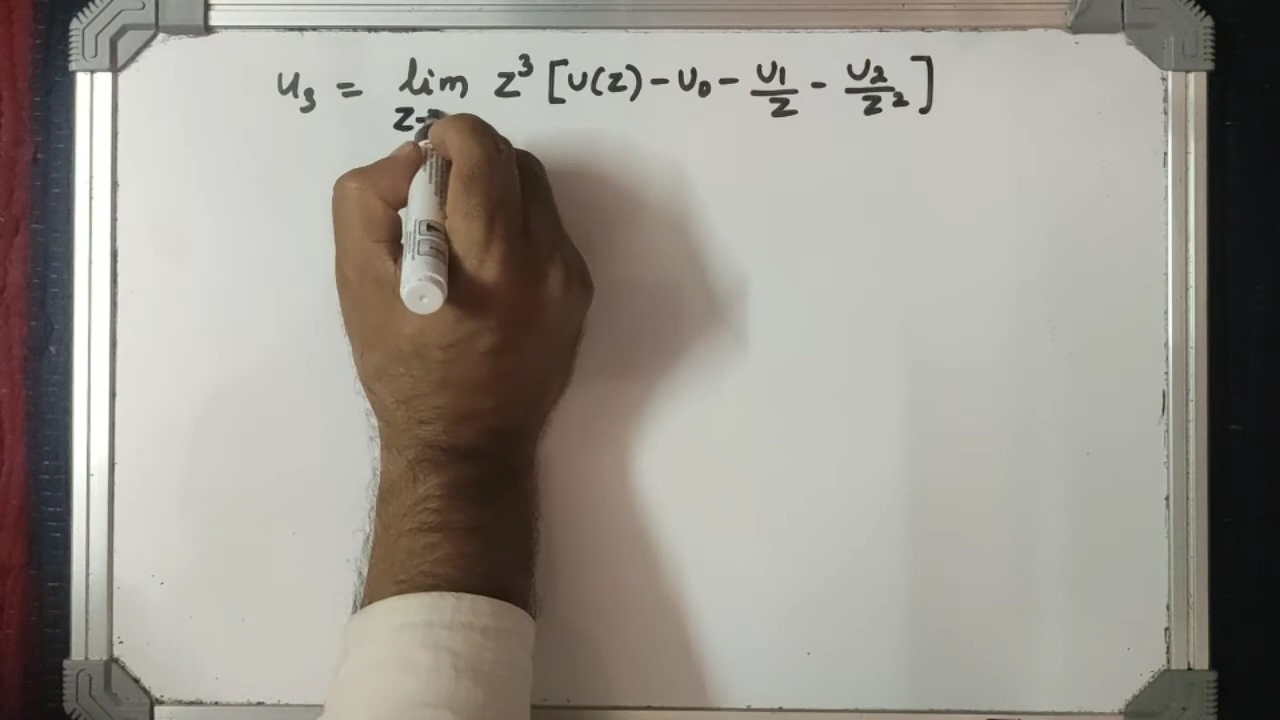 u₃ = lim z³ [U(z) - U₀ - U₁/z - U₂/z²]
z→